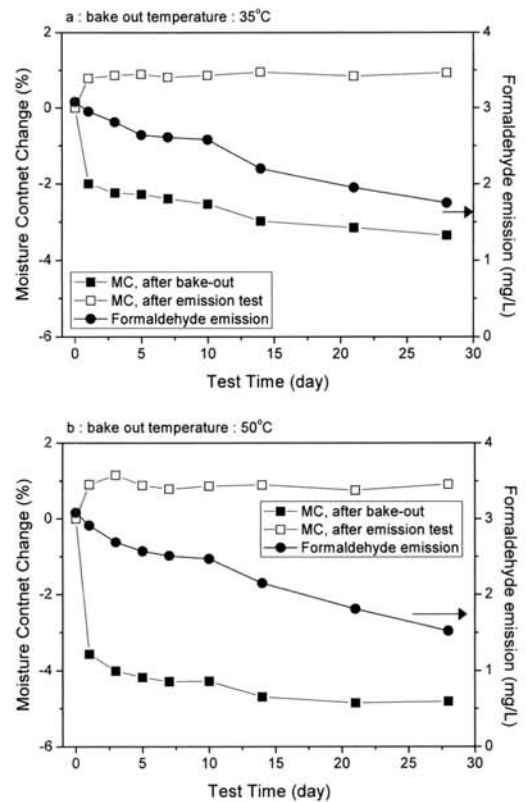 a : bake out temperature : 35°C
2
0
-2
-4
-6
4
3
2
1
0
0 5 10 15 20 25 30
Moisture Contnet Change (%)
Formaldehyde emission (mg/L)
MC, after bake-out
MC, after emission test
Formaldehyde emission
Test Time (day)
b : bake out temperature : 50°C
2
0
-2
-4
-6
4
3
2
1
0
0 5 10 15 20 25 30
Moisture Contnet Change (%)
Formaldehyde emission (mg/L)
MC, after bake-out
MC, after emission test
Formaldehyde emission
Test Time (day)